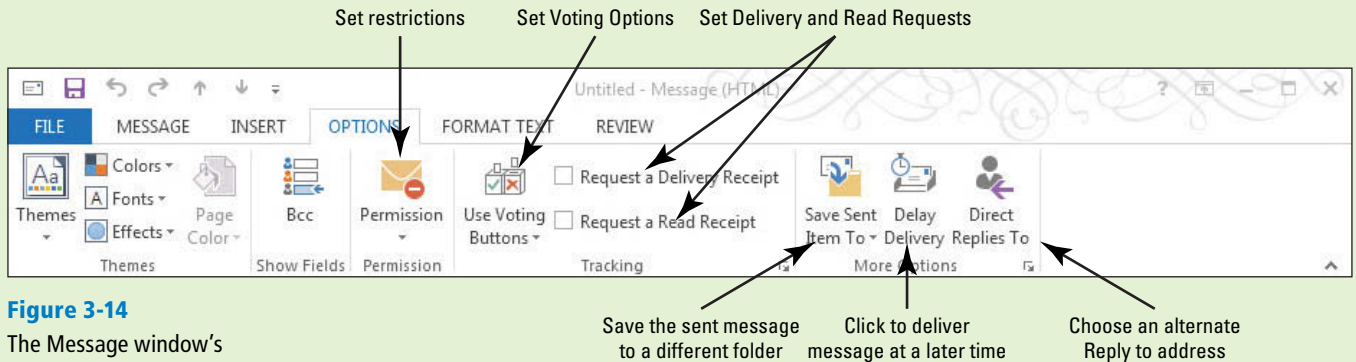 Set restrictions Set Voting Options Set Delivery and Read Requests
Untitled - Message (HTML)
FILE MESSAGE INSERT OPTIONS FORMAT TEXT REVIEW
Themes
Colors
Fonts
Effects
Page
Color
Themes
Bcc
Show Fields
Permission
Permission
Use Voting
Buttons
Request a Delivery Receipt
Request a Read Receipt
Tracking
Save Sent
Item To
Delay
Delivery
Direct
Replies To
More Options
Figure 3-14
The Message window's
Save the sent message
to a different folder
Click to deliver
message at a later time
Choose an alternate
Reply to address